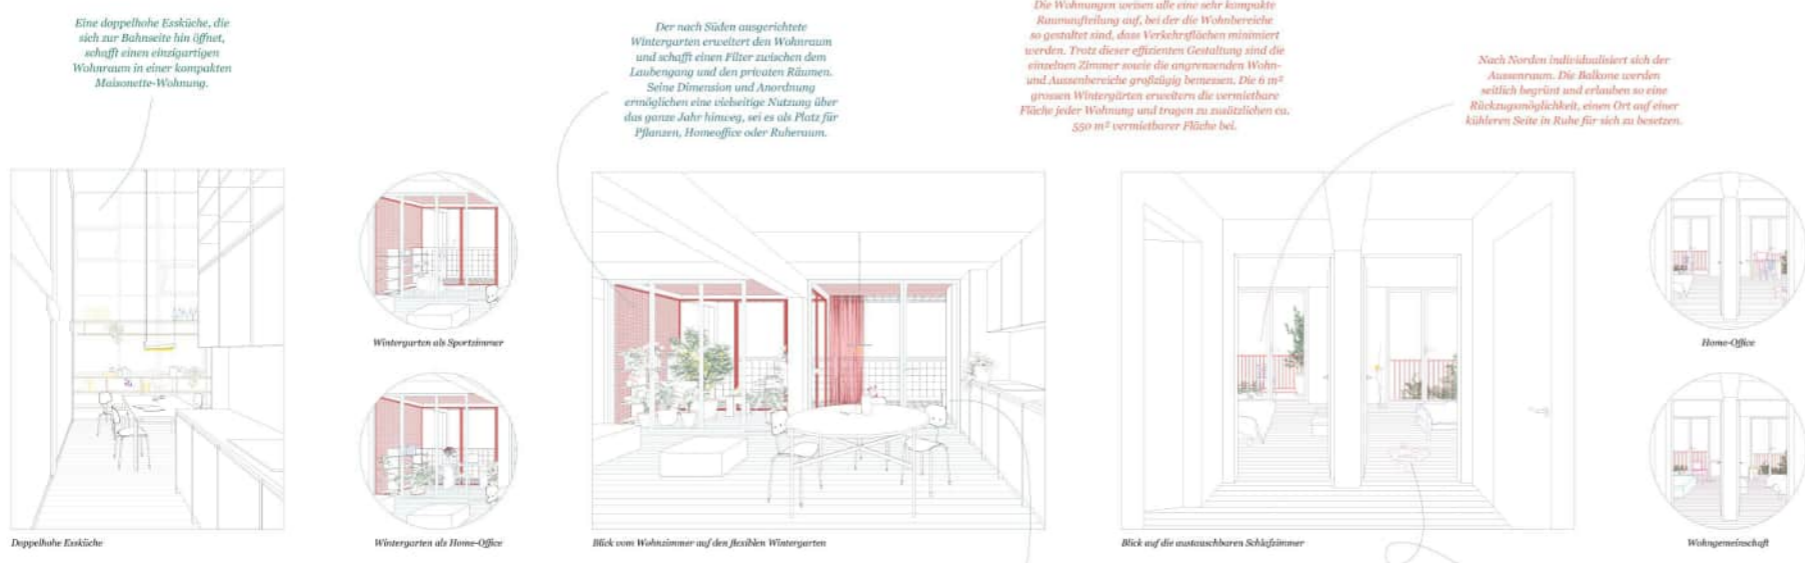 Eine doppelhohe Essküche, die
sich zur Bahnseite hin öffnet,
schafft einen einzigartigen
Wohnraum in einer kompakten
Maisonette-Wohnung.
Der nach Süden ausgerichtete
Wintergarten erweitert den Wohnraum
und schafft einen Filter zwischen dem
Laubengang und den privaten Räumen.
Seine Dimension und Anordnung
ermöglichen eine vielseitige Nutzung über
das ganze Jahr hinweg, sei es als Platz für
Pflanzen, Homeoffice oder Ruheraum.
Die Wohnungen weisen alle eine sehr kompakte
Raumaufteilung auf, bei der die Wohnbereiche
so gestaltet sind, dass Verkehrsflächen minimiert
werden. Trotz dieser effizienten Gestaltung sind die
einzelnen Zimmer sowie die angrenzenden Wohn-
und Aussenbereiche großzügig bemessen. Die 6 m²
grossen Wintergärten erweitern die vermietbare
Fläche jeder Wohnung und tragen zu zusätzlichen ca.
550 m² vermietbarer Fläche bei.
Nach Norden individualisiert sich der
Aussenraum. Die Balkone werden
seitlich begrünt und erlauben so eine
Rückzugsmöglichkeit, einen Ort auf einer
kühleren Seite in Ruhe für sich zu besetzen.
Doppelhohe Essküche
Wintergarten als Sportzimmer
Wintergarten als Home-Office
Blick vom Wohnzimmer auf den flexiblen Wintergarten
Blick auf die austauschbaren Schlafzimmer
Home-Office
Wohngemeinschaft